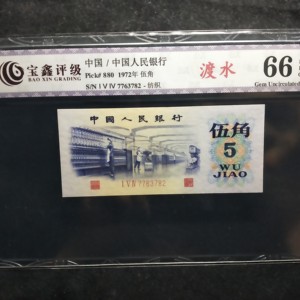 宝鑫评级
BAO XIN GRADING
中国 / 中国人民银行
Pick# 880 1972年 伍角
S/N I V IV 7763782 - 纺织
渡水
66
Gem Uncirculated
中国人民银行
伍角
5
WU
JIAO
I V IV 7763782